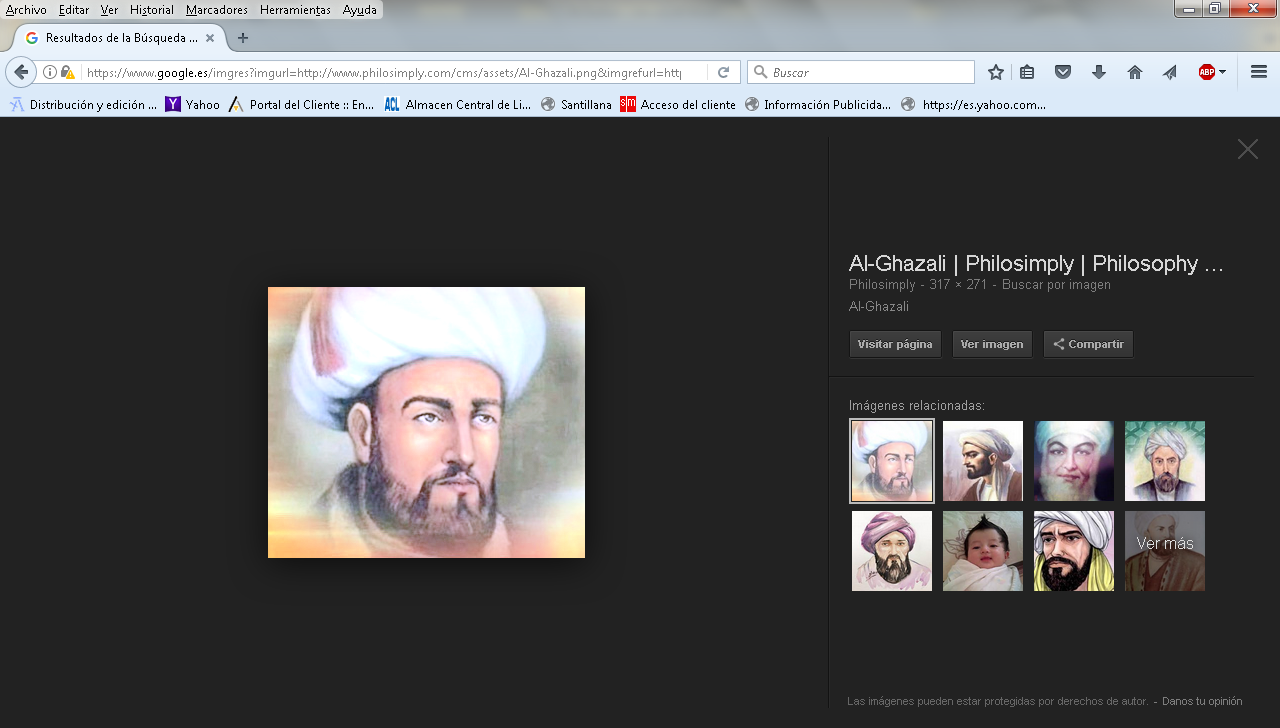 Archivo Editar Ver Historial Marcadores Herramientas Ayuda
Resultados de la Búsqueda ...
https://www.google.es/imgres?imgurl=http://www.philosimply.com/cms/asset/Al-Ghazali.png&imgrefurl=http
Buscar
ABP
Distribución y edición ... Yahoo Portal del Cliente :: En... ACL Almacen Central de Li... Santillana sm Acceso del cliente Información Publicida... https://es.yahoo.com...
Al-Ghazali | Philosimply | Philosophy ...
Philosimply - 317 × 271 - Buscar por imagen
Al-Ghazali
Visitar página Ver imagen Compartir
Imágenes relacionadas:
Ver más
Las imágenes pueden estar protegidas por derechos de autor. - Danos tu opinión